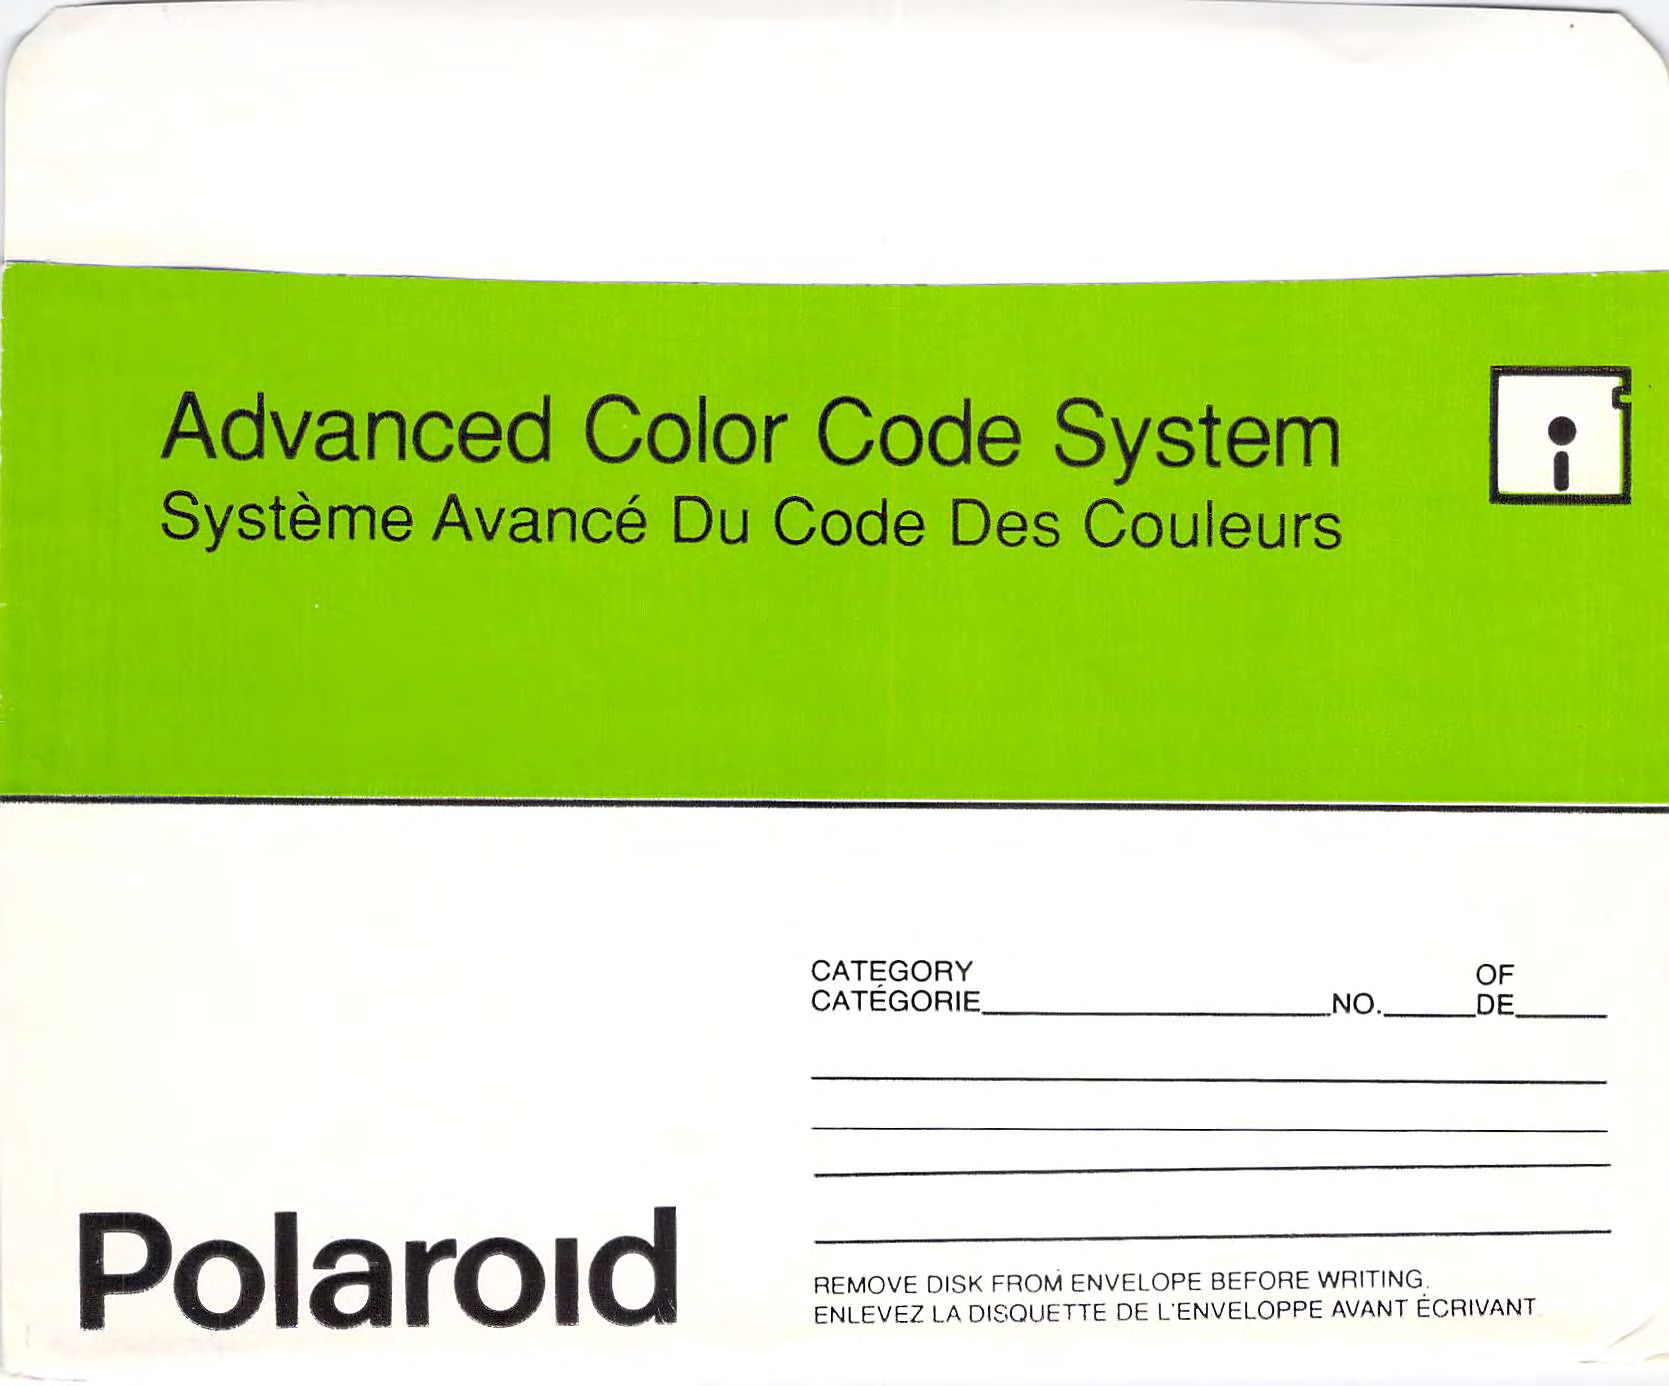 Advanced Color Code System
Système Avancé Du Code Des Couleurs
CATEGORY OF
CATÉGORIE NO. DE
Polaroid
REMOVE DISK FROM ENVELOPE BEFORE WRITING.
ENLEVEZ LA DISQUETTE DE L'ENVELOPPE AVANT ÉCRIVANT